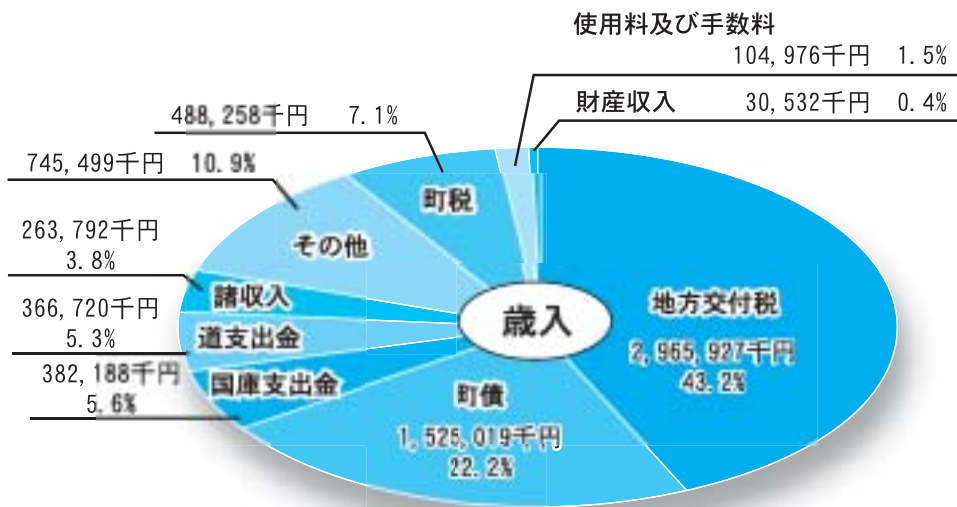 使用料及び手数料
104,976千円 1.5%
財産収入 30,532千円 0.4%
488,258千円 7.1%
町税
745,499千円 10.9%
その他
263,792千円
3.8%
諸収入
366,720千円
5.3%
道支出金
382,188千円
5.6%
国庫支出金
歳入
地方交付税
2,965,927千円
43.2%
町債
1,525,019千円
22.2%